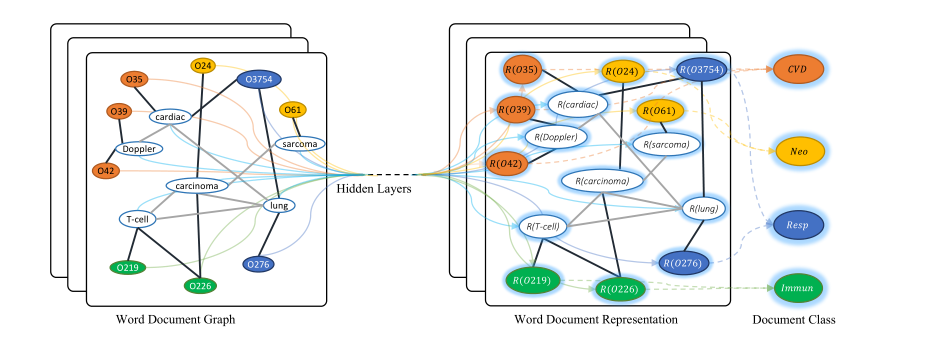 O35
O24
O3754
O39
cardiac
O61
Doppler
sarcoma
O42
carcinoma
T-cell
lung
O219
O276
O226
Word Document Graph
Hidden Layers
R(O35)
R(O24)
R(O3754)
R(O39)
R(cardiac)
R(O61)
R(Doppler)
R(sarcoma)
R(O42)
R(carcinoma)
R(T-cell)
R(lung)
R(O276)
R(O219)
R(O226)
Word Document Representation
CVD
Neo
Resp
Immun
Document Class